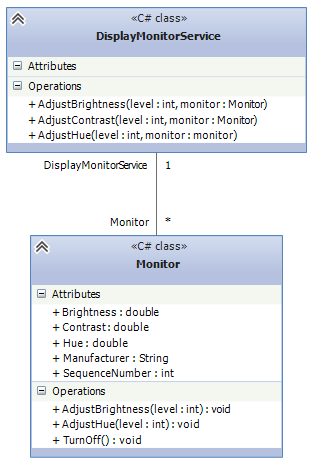 «C# class»
DisplayMonitorService
Attributes
Operations
+ AdjustBrightness(level : int, monitor : Monitor)
+ AdjustContrast(level : int, monitor : Monitor)
+ AdjustHue(level : int, monitor : monitor)
DisplayMonitorService 1
Monitor *
«C# class»
Monitor
Attributes
+ Brightness : double
+ Contrast : double
+ Hue : double
+ Manufacturer : String
+ SequenceNumber : int
Operations
+ AdjustBrightness(level : int) : void
+ AdjustHue(level : int) : void
+ TurnOff() : void